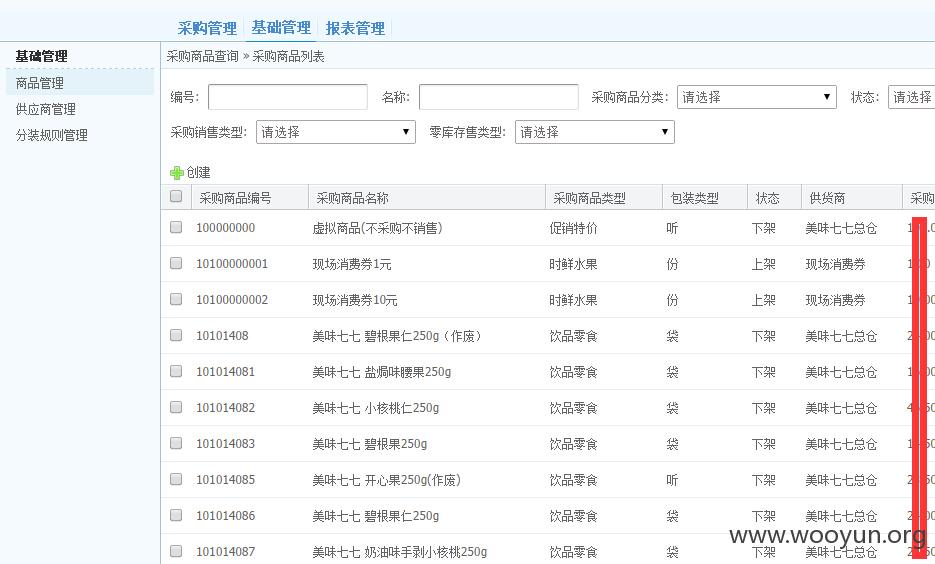 采购管理 基础管理 报表管理
基础管理
商品管理
供应商管理
分装规则管理
采购商品查询 » 采购商品列表
编号: 名称: 采购商品分类: 请选择 状态: 请选择
采购销售类型: 请选择 零库存售类型: 请选择
创建
采购商品编号 采购商品名称 采购商品类型 包装类型 状态 供货商 采购
100000000 虚拟商品(不采购不销售) 促销特价 听 下架 美味七七总仓
10100000001 现场消费券1元 时鲜水果 份 上架 现场消费券
10100000002 现场消费券10元 时鲜水果 份 上架 现场消费券
10101408 美味七七 碧根果仁250g（作废） 饮品零食 袋 下架 美味七七总仓
101014081 美味七七 盐焗味腰果250g 饮品零食 袋 下架 美味七七总仓
101014082 美味七七 小核桃仁250g 饮品零食 袋 下架 美味七七总仓
101014083 美味七七 碧根果250g 饮品零食 袋 下架 美味七七总仓
101014085 美味七七 开心果250g(作废) 饮品零食 听 下架 美味七七总仓
101014086 美味七七 碧根果仁250g 饮品零食 袋 下架 美味七七总仓
101014087 美味七七 奶油味手剥小核桃250g 饮品零食 袋 下架 美味七七总仓
www.wooyun.org